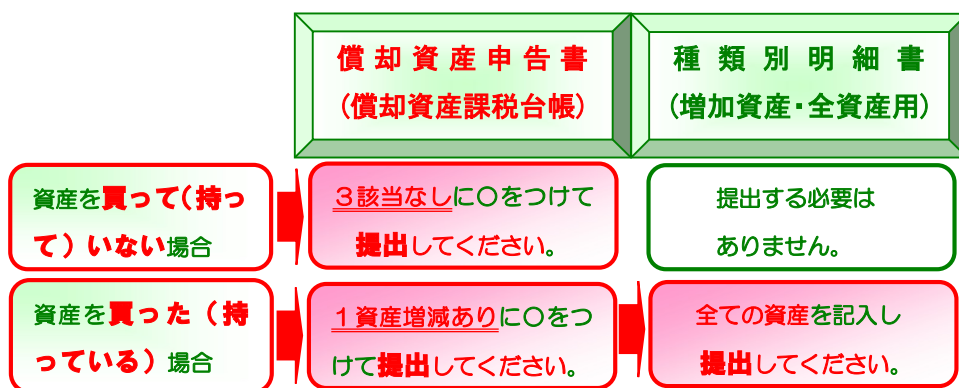 償却資産申告書
(償却資産課税台帳)
種類別明細書
(増加資産・全資産用)
資産を買って(持っ
て)いない場合
3該当なしに〇をつけて
提出してください。
提出する必要は
ありません。
資産を買った(持
っている)場合
1資産増減ありに〇をつ
けて提出してください。
全ての資産を記入し
提出してください。